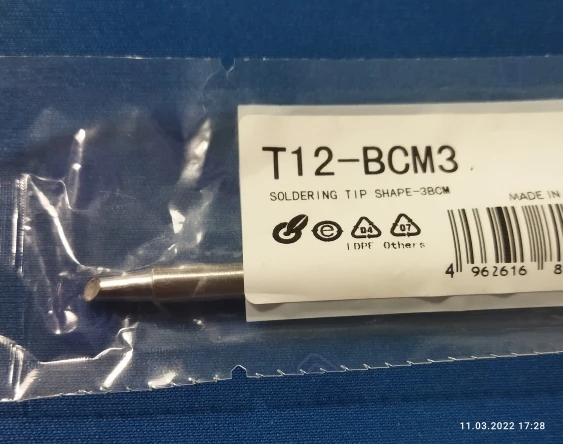 T12-BCM3
SOLDERING TIP SHAPE-3BCM
MADE IN
04 07
LDPE Others
4 962616 8
11.03.2022 17:28